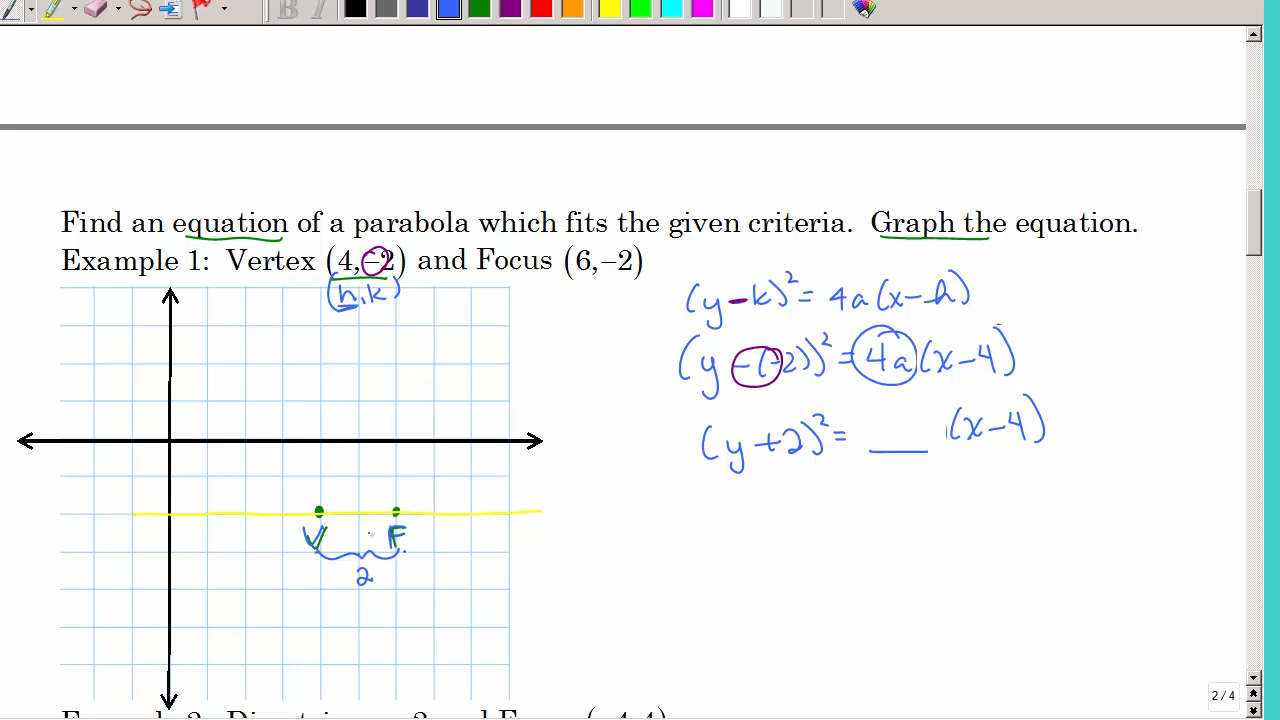 B U
Find an equation of a parabola which fits the given criteria. Graph the equation.
Example 1: Vertex (4,−2) and Focus (6,−2)
(h,k)
(y−k)²=4a(x−h)
(y−(−2))²=4a(x−4)
(y+2)²= ___ (x−4)
V F
2
2 / 4